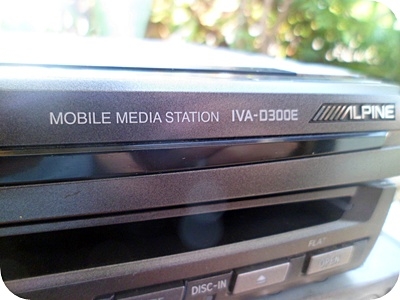 MOBILE MEDIA STATION IVA-D300E ALPINE
FLAT
DISC-IN